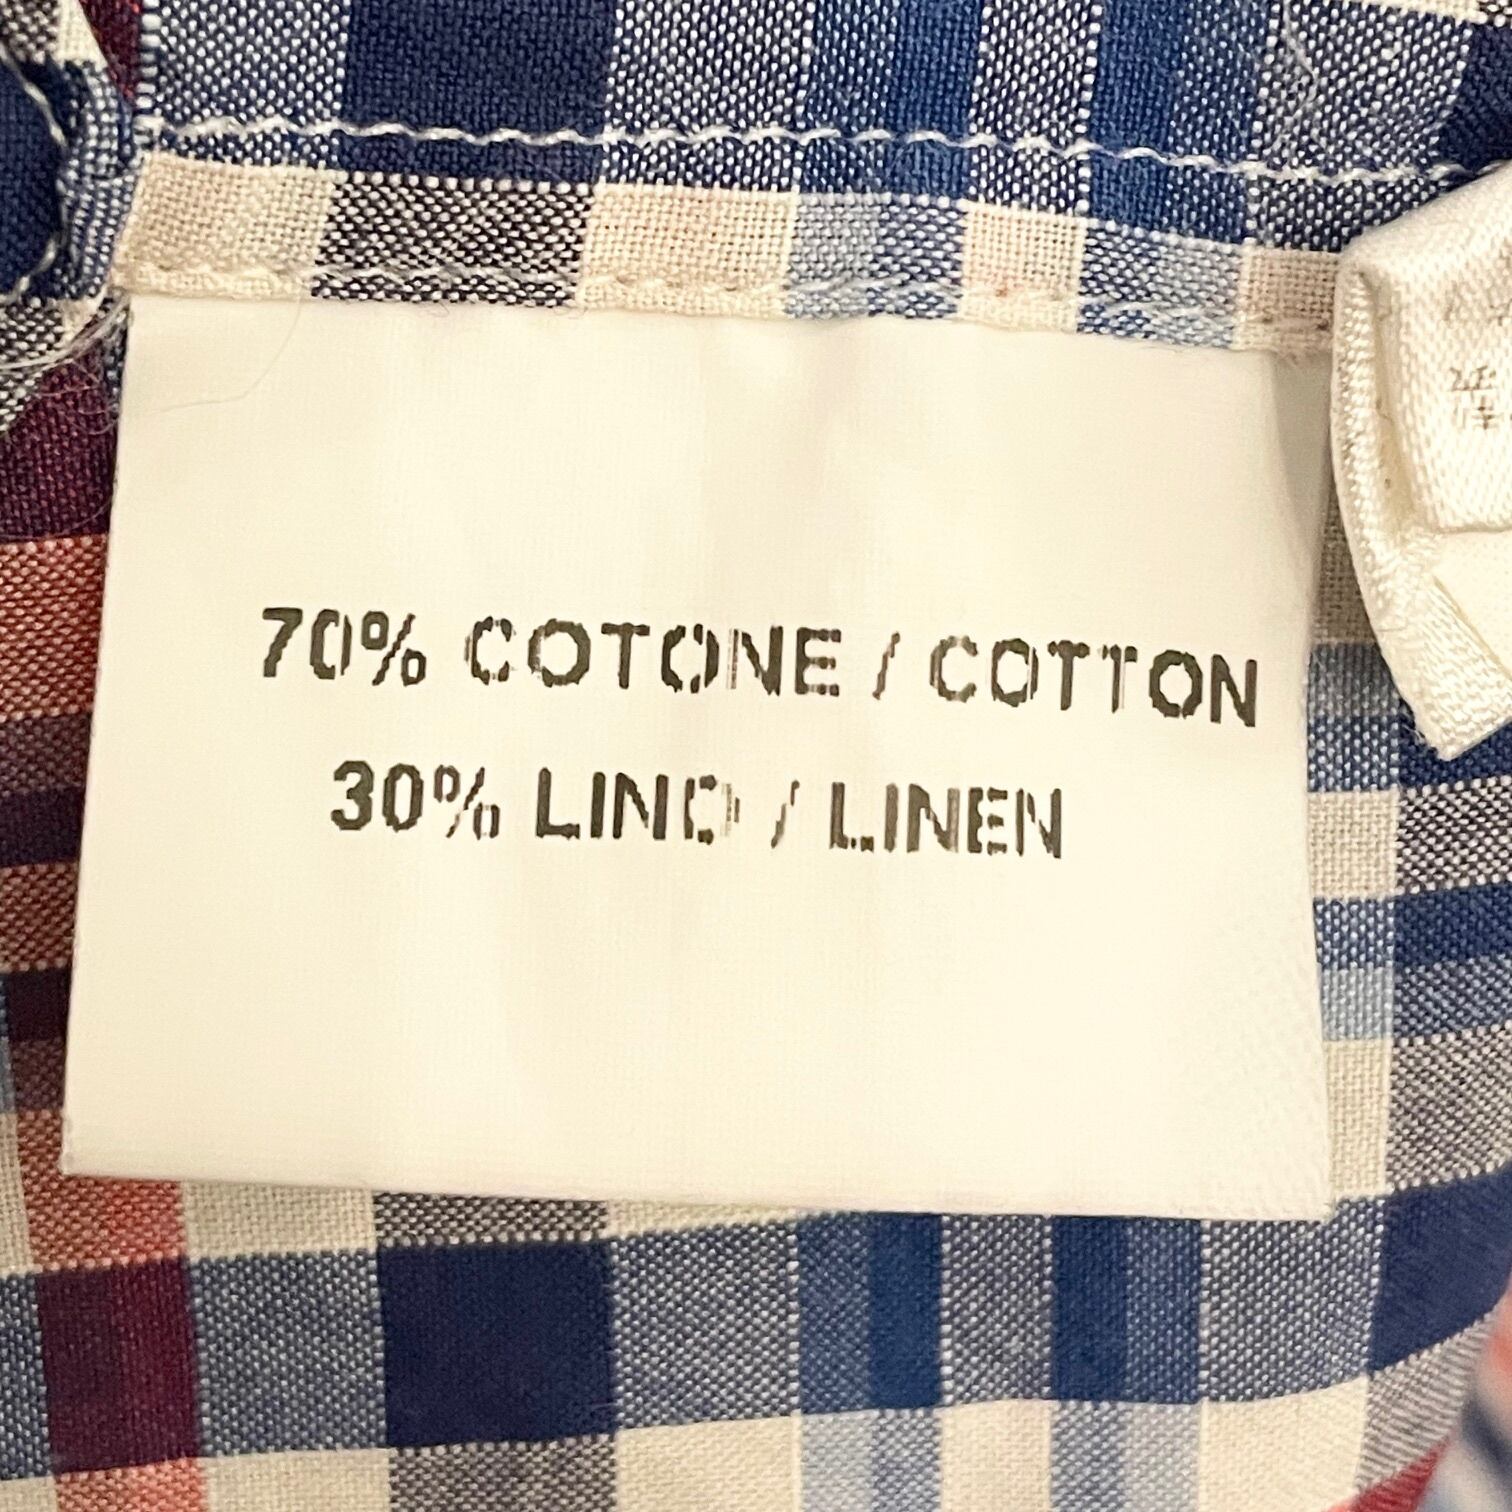 70% COTONE / COTTON
30% LINO / LINEN